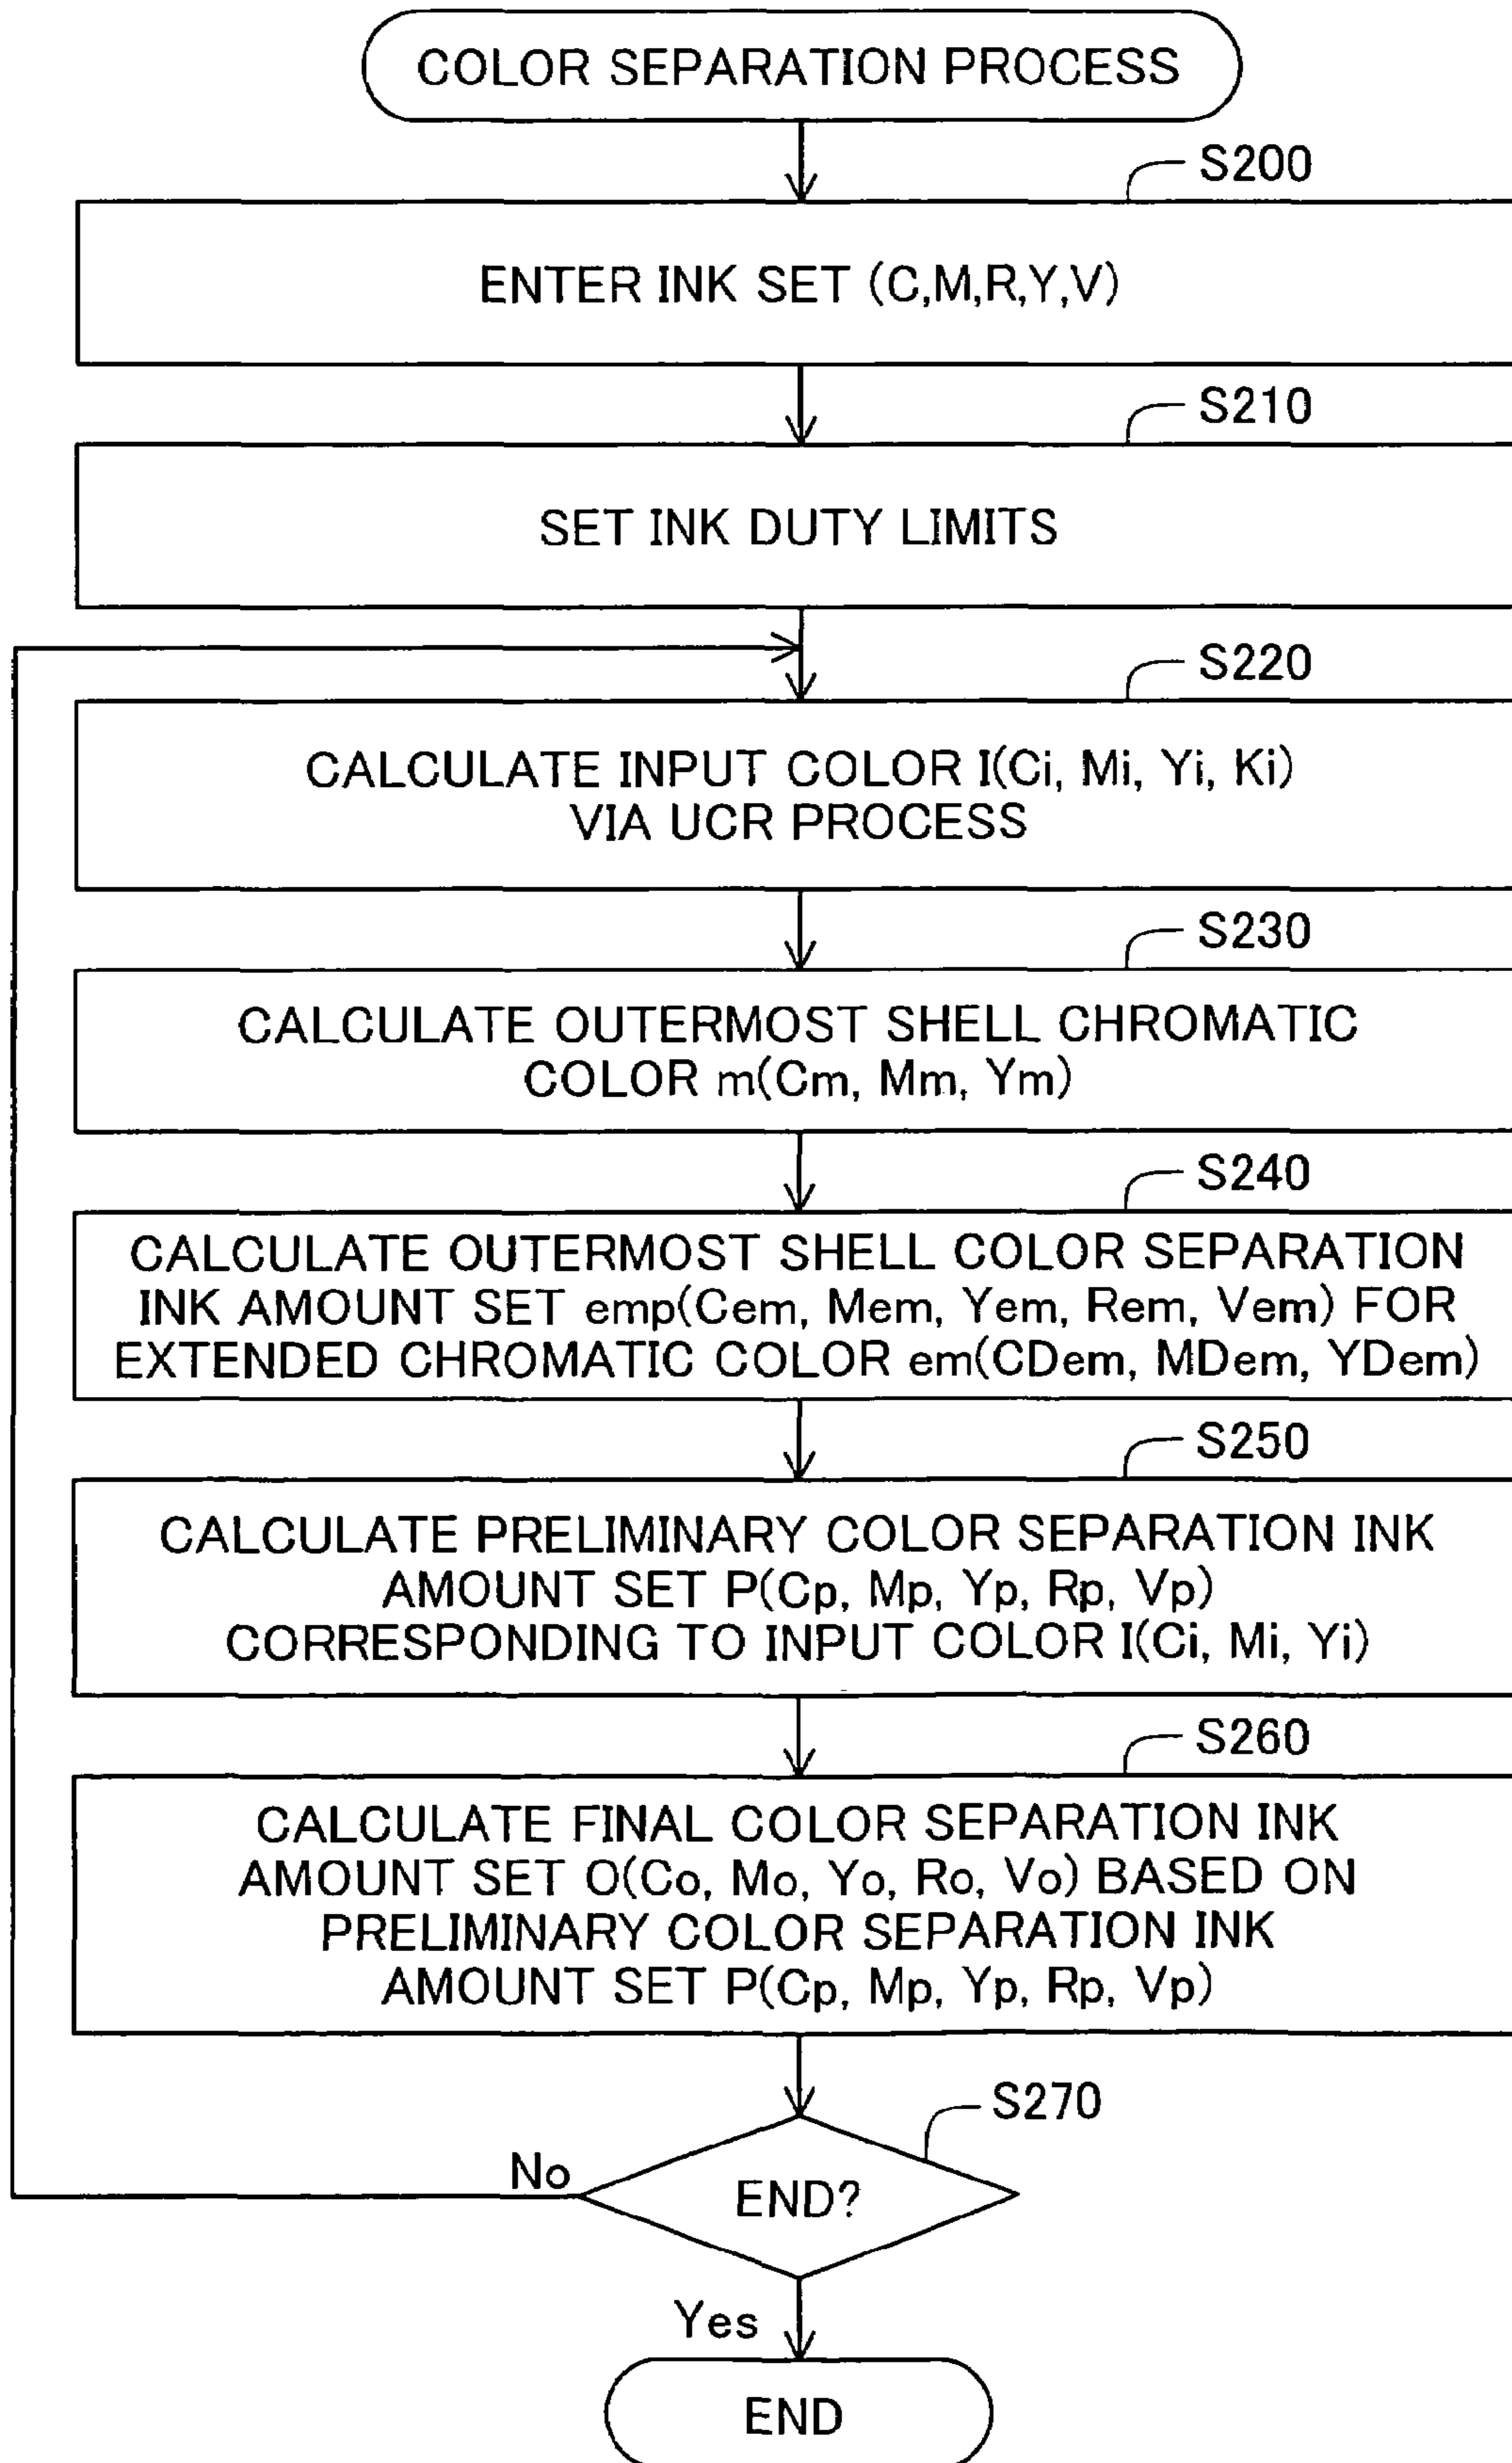 COLOR SEPARATION PROCESS
S200
ENTER INK SET (C,M,R,Y,V)
S210
SET INK DUTY LIMITS
S220
CALCULATE INPUT COLOR I(Ci, Mi, Yi, Ki)
VIA UCR PROCESS
S230
CALCULATE OUTERMOST SHELL CHROMATIC
COLOR m(Cm, Mm, Ym)
S240
CALCULATE OUTERMOST SHELL COLOR SEPARATION
INK AMOUNT SET emp(Cem, Mem, Yem, Rem, Vem) FOR
EXTENDED CHROMATIC COLOR em(CDem, MDem, YDem)
S250
CALCULATE PRELIMINARY COLOR SEPARATION INK
AMOUNT SET P(Cp, Mp, Yp, Rp, Vp)
CORRESPONDING TO INPUT COLOR I(Ci, Mi, Yi)
S260
CALCULATE FINAL COLOR SEPARATION INK
AMOUNT SET O(Co, Mo, Yo, Ro, Vo) BASED ON
PRELIMINARY COLOR SEPARATION INK
AMOUNT SET P(Cp, Mp, Yp, Rp, Vp)
S270
No
END?
Yes
END